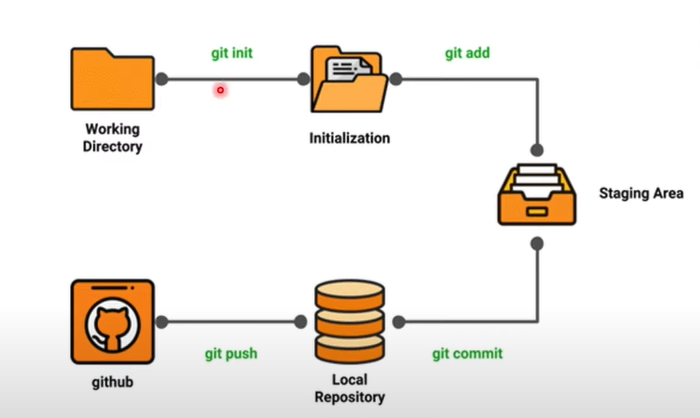 git init
git add
Working
Directory
Initialization
Staging Area
git push
git commit
github
Local
Repository